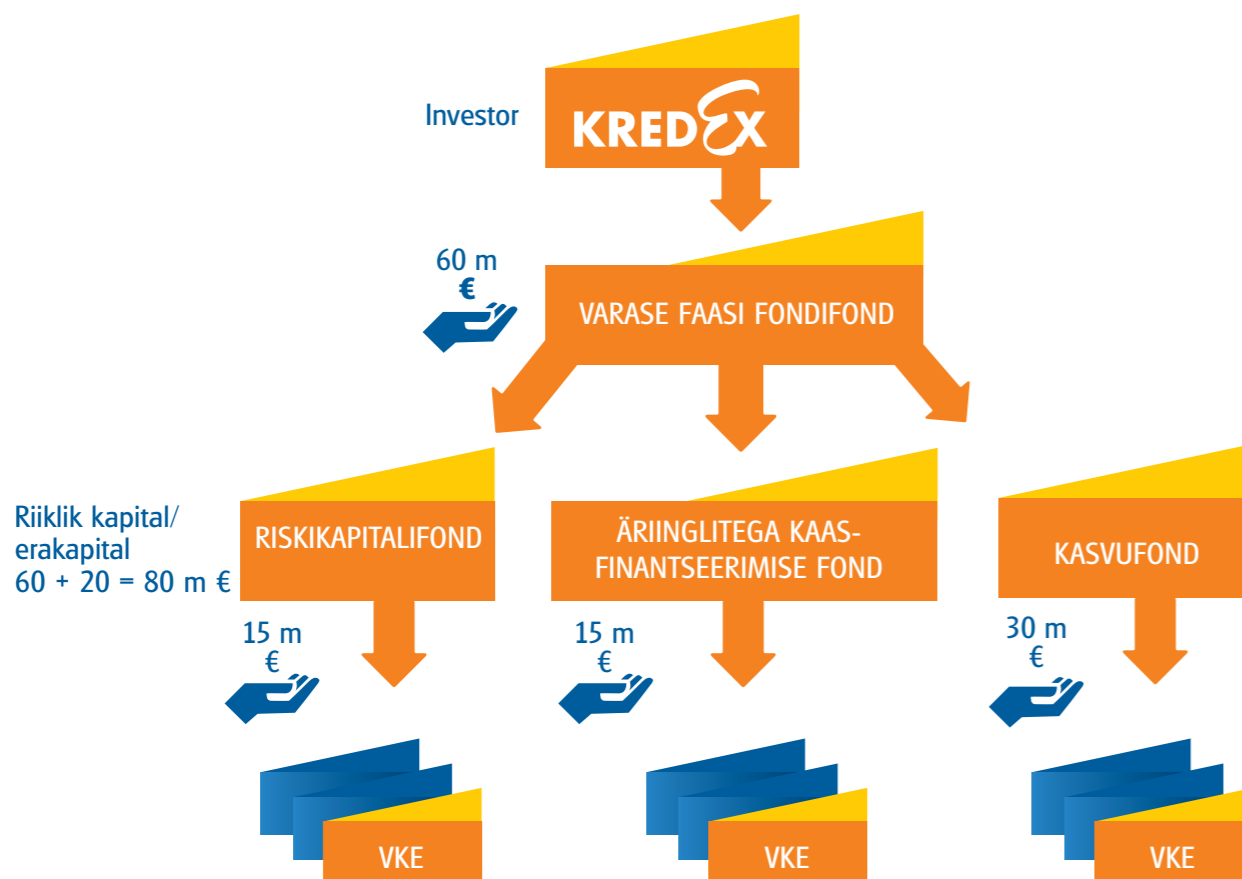 Investor
KREDEX
60 m
€
VARASE FAASI FONDIFOND
Riiklik kapital/
erakapital
60 + 20 = 80 m €
RISKIKAPITALIFOND
ÄRIINGLITEGA KAAS-
FINANTSEERIMISE FOND
KASVUFOND
15 m
€
15 m
€
30 m
€
VKE
VKE
VKE